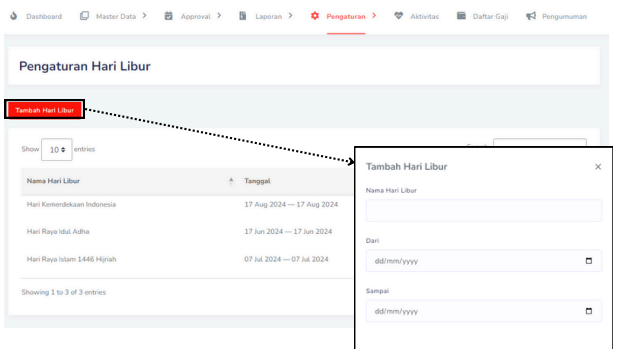 Dashboard Master Data Approval Laporan Pengaturan Aktivitas Daftar Gaji Pengumuman
Pengaturan Hari Libur
Tambah Hari Libur
Show 10 entries
Nama Hari Libur Tanggal
Hari Kemerdekaan Indonesia 17 Aug 2024 — 17 Aug 2024
Hari Raya Idul Adha 17 Jun 2024 — 17 Jun 2024
Hari Raya Islam 1446 Hijriah 07 Jul 2024 — 07 Jul 2024
Showing 1 to 3 of 3 entries
Tambah Hari Libur ×
Nama Hari Libur
Dari
dd/mm/yyyy
Sampai
dd/mm/yyyy